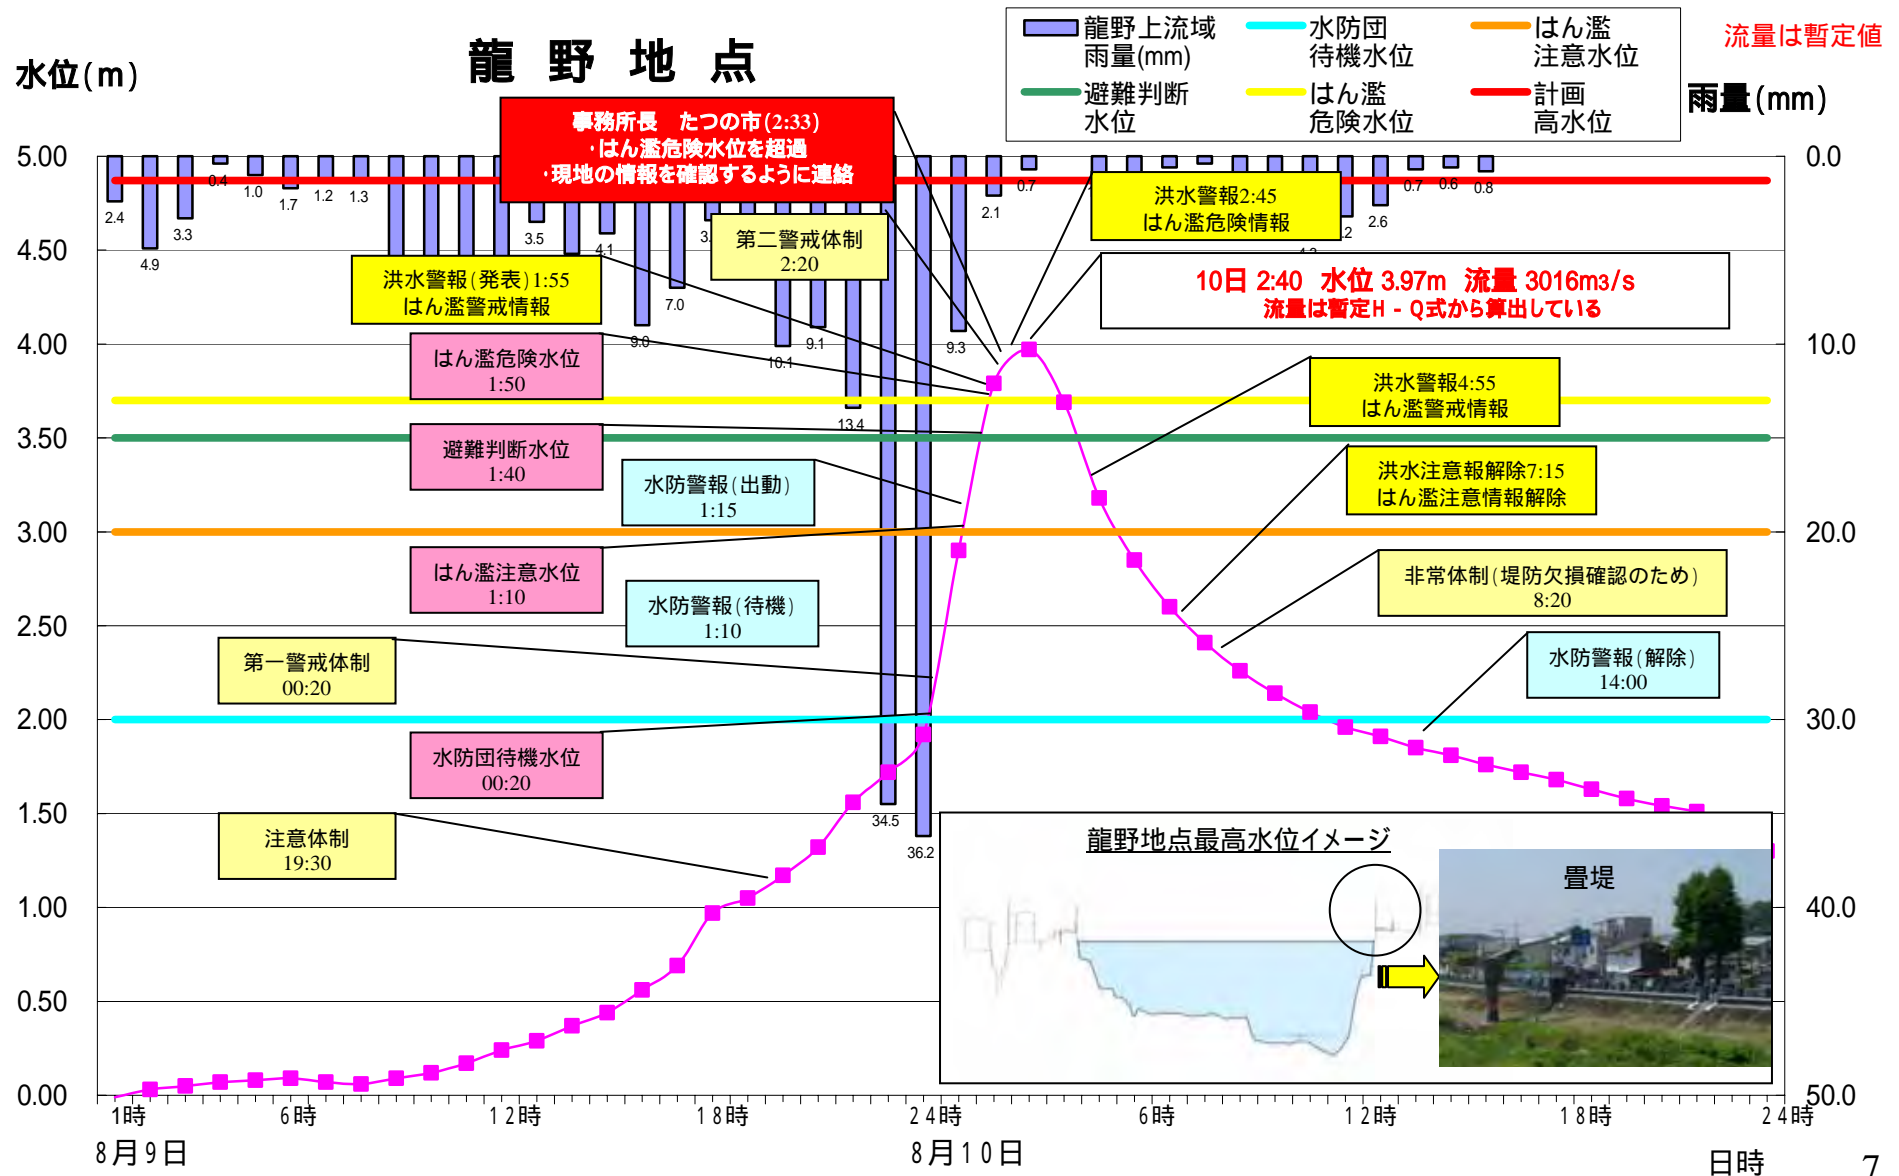 龍野地点
流量は暫定値
水位(m)
雨量(mm)
龍野上流域
雨量(mm)
水防団
待機水位
はん濫
注意水位
避難判断
水位
はん濫
危険水位
計画
高水位
事務所長 たつの市(2:33)
・はん濫危険水位を超過
・現地の情報を確認するように連絡
第二警戒体制
2:20
洪水警報2:45
はん濫危険情報
10日 2:40 水位 3.97m 流量 3016m3/s
流量は暫定H-Q式から算出している
洪水警報(発表)1:55
はん濫警戒情報
はん濫危険水位
1:50
避難判断水位
1:40
水防警報(出動)
1:15
はん濫注意水位
1:10
水防警報(待機)
1:10
第一警戒体制
00:20
水防団待機水位
00:20
注意体制
19:30
洪水警報4:55
はん濫警戒情報
洪水注意報解除7:15
はん濫注意情報解除
非常体制(堤防欠損確認のため)
8:20
水防警報(解除)
14:00
龍野地点最高水位イメージ
畳堤
5.00
4.50
4.00
3.50
3.00
2.50
2.00
1.50
1.00
0.50
0.00
0.0
10.0
20.0
30.0
40.0
50.0
2.4
4.9
3.3
0.4
1.0
1.7
1.2
1.3
3.5
4.1
9.0
7.0
10.1
9.1
13.4
34.5
36.2
9.3
2.1
0.7
2.6
0.7
0.6
0.8
1時
6時
12時
18時
24時
6時
12時
18時
24時
8月9日
8月10日
日時
7